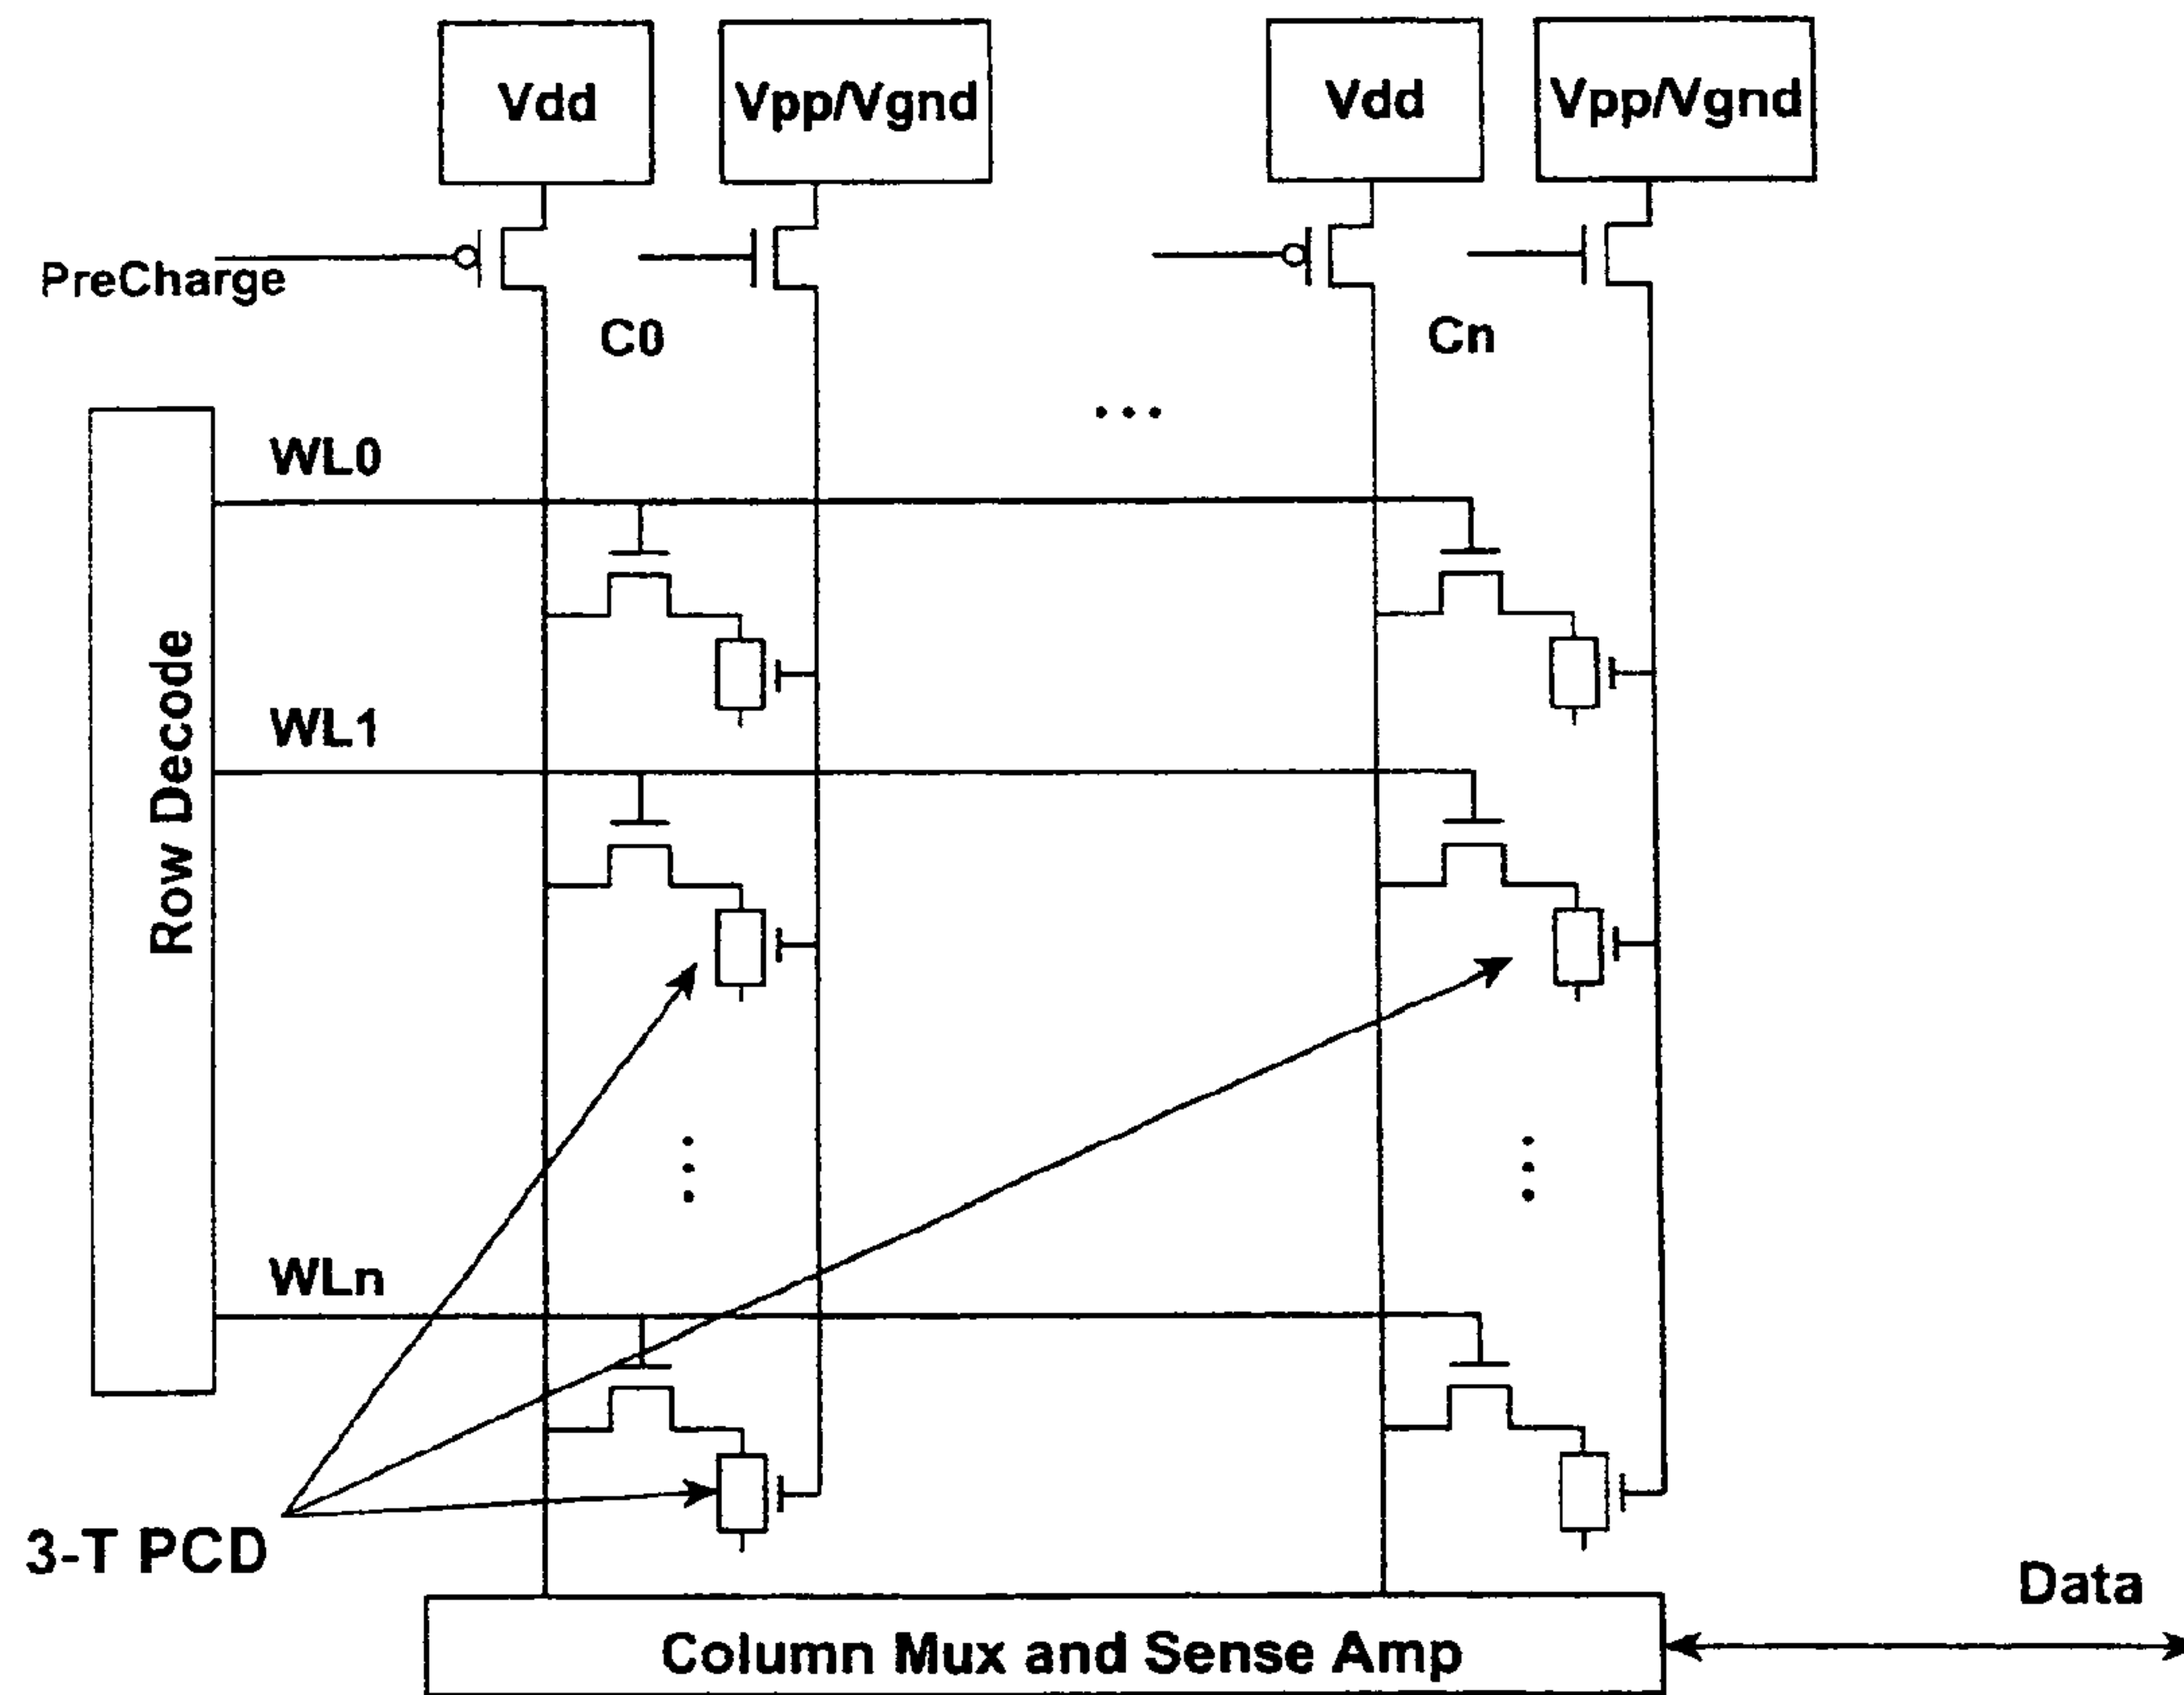 Vdd
Vpp/Vgnd
Vdd
Vpp/Vgnd
PreCharge
C0
Cn
...
WL0
WL1
Row Decode
WLn
3-T PCD
Data
Column Mux and Sense Amp